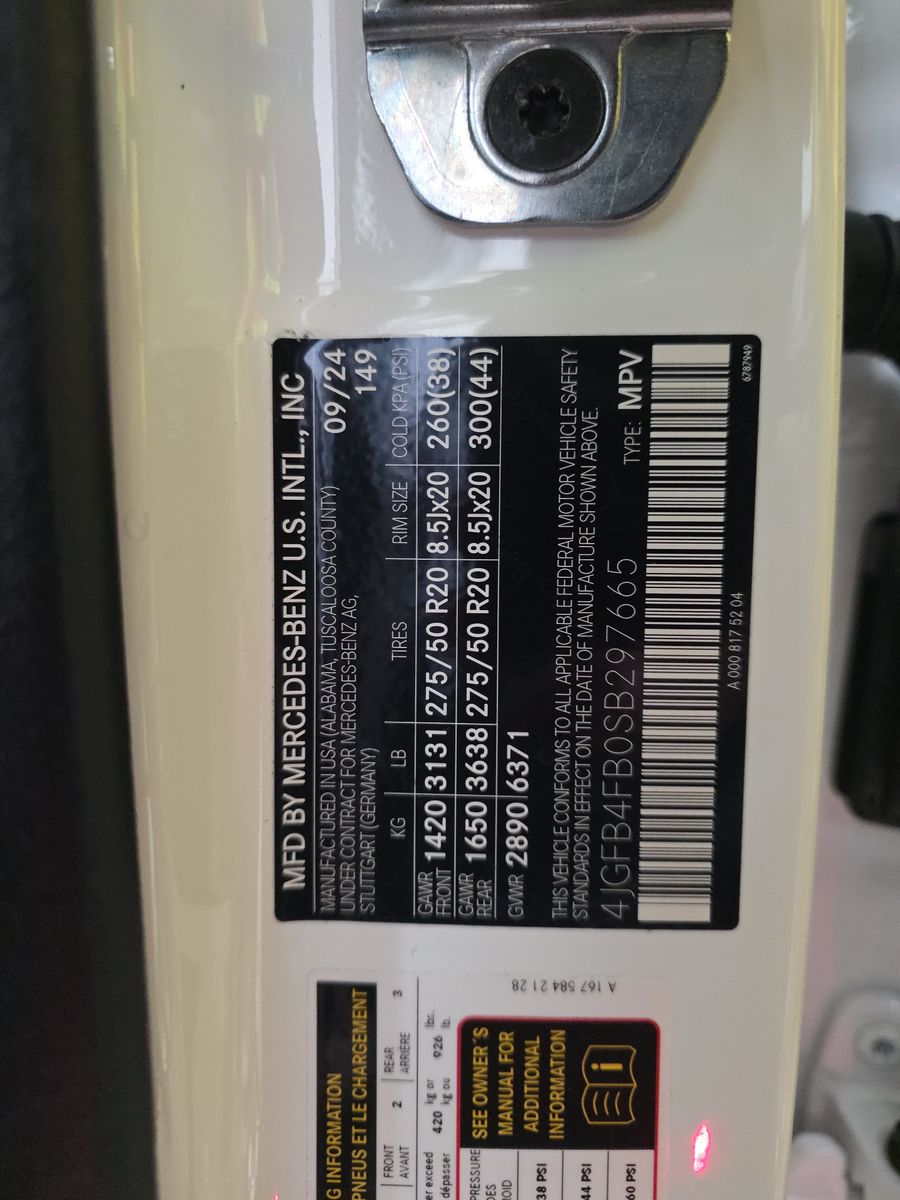 MFD BY MERCEDES-BENZ U.S. INTL., INC
MANUFACTURED IN USA (ALABAMA, TUSCALOOSA COUNTY) 09/24
UNDER CONTRACT FOR MERCEDES-BENZ AG, 149
STUTTGART (GERMANY)
KG LB TIRES RIM SIZE COLD KPA (PSI)
GAWR FRONT 1420 3131 275/50 R20 8.5Jx20 260(38)
GAWR REAR 1650 3638 275/50 R20 8.5Jx20 300(44)
GVWR 2890 6371
THIS VEHICLE CONFORMS TO ALL APPLICABLE FEDERAL MOTOR VEHICLE SAFETY
STANDARDS IN EFFECT ON THE DATE OF MANUFACTURE SHOWN ABOVE.
4JGFB4FB0SB297665 TYPE: MPV
A 000 817 52 04
6787949
G INFORMATION
PNEUS ET LE CHARGEMENT
FRONT 2 REAR 3
AVANT ARRIÈRE
er exceed 420 kg or 926 lbs.
dépasser kg ou lb.
PRESSURE
38 PSI
44 PSI
60 PSI
SEE OWNER'S
MANUAL FOR
ADDITIONAL
INFORMATION
A 167 584 21 28